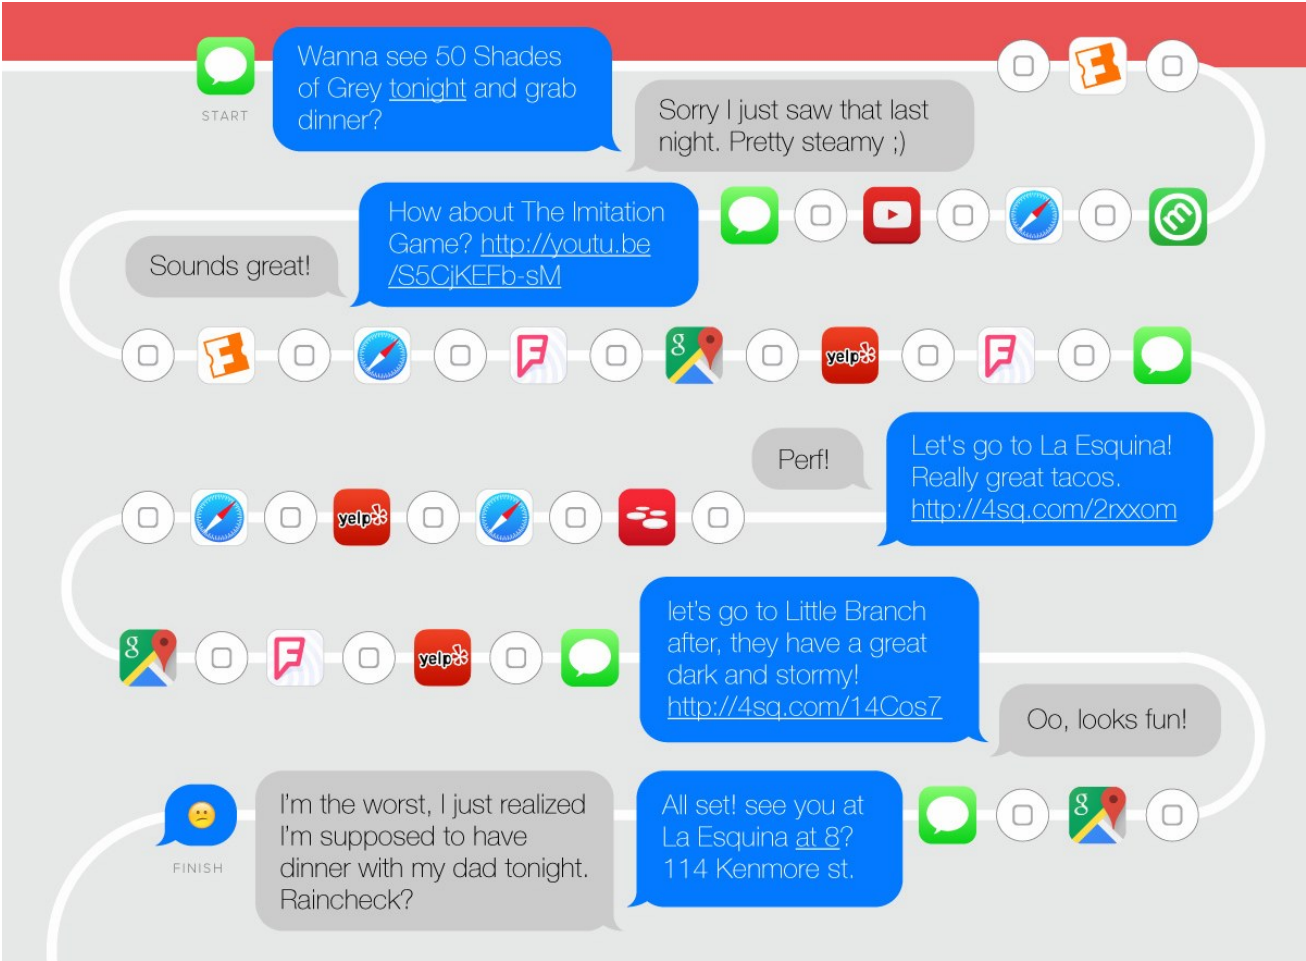 Wanna see 50 Shades
of Grey tonight and grab
dinner?
START
Sorry I just saw that last
night. Pretty steamy ;)
How about The Imitation
Game? http://youtu.be
/S5CjKEFb-sM
Sounds great!
g
yelp
Let's go to La Esquina!
Really great tacos.
http://4sq.com/2rxxom
Perf!
yelp
let's go to Little Branch
after, they have a great
dark and stormy!
http://4sq.com/14Cos7
g
yelp
Oo, looks fun!
All set! see you at
La Esquina at 8?
114 Kenmore st.
g
I'm the worst, I just realized
I'm supposed to have
dinner with my dad tonight.
Raincheck?
FINISH